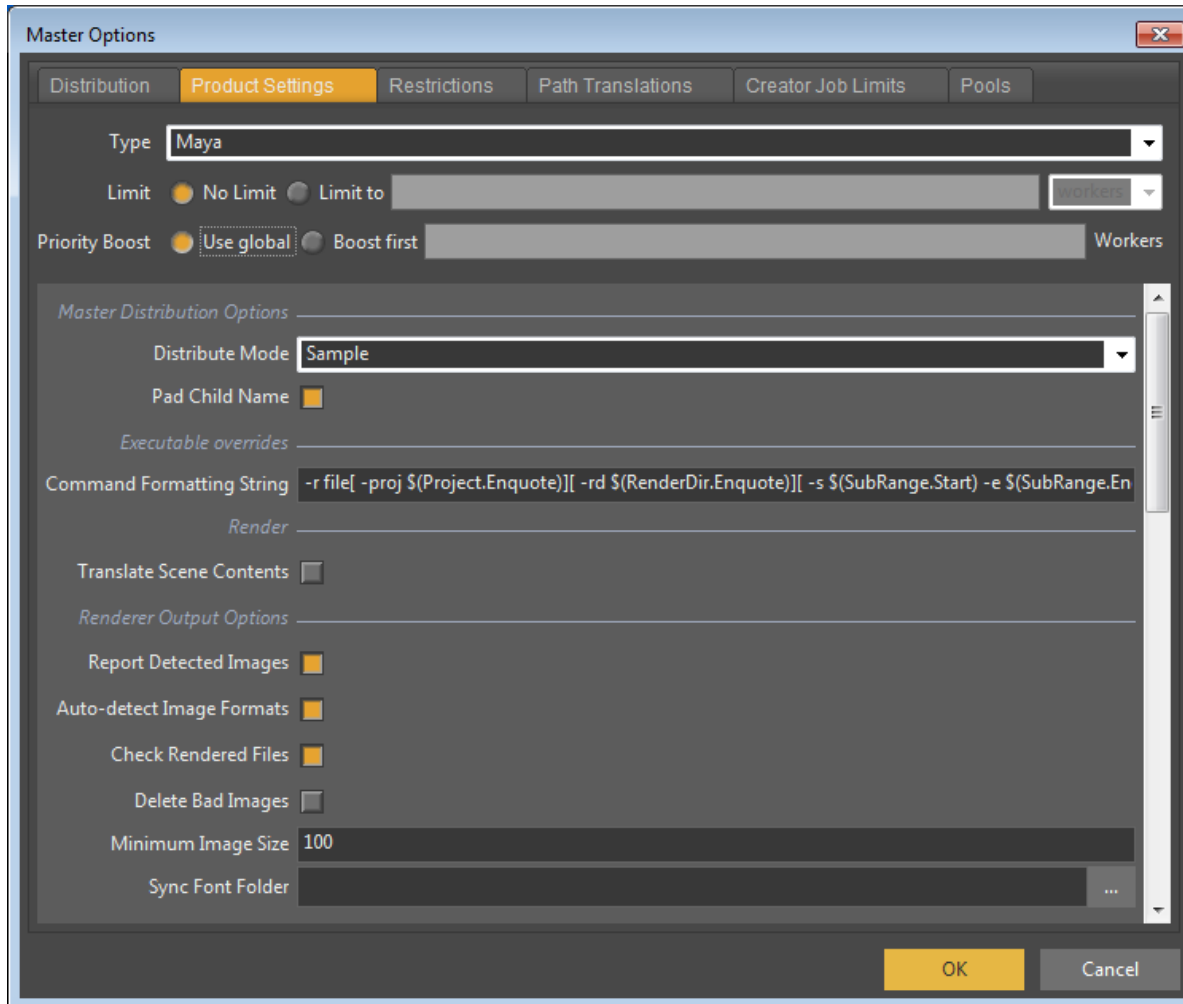 Master Options
Distribution Product Settings Restrictions Path Translations Creator Job Limits Pools
Type Maya
Limit No Limit Limit to workers
Priority Boost Use global Boost first Workers
Master Distribution Options
Distribute Mode Sample
Pad Child Name
Executable overrides
Command Formatting String -r file[ -proj $(Project.Enquote)][ -rd $(RenderDir.Enquote)][ -s $(SubRange.Start) -e $(SubRange.En
Render
Translate Scene Contents
Renderer Output Options
Report Detected Images
Auto-detect Image Formats
Check Rendered Files
Delete Bad Images
Minimum Image Size 100
Sync Font Folder ...
OK Cancel